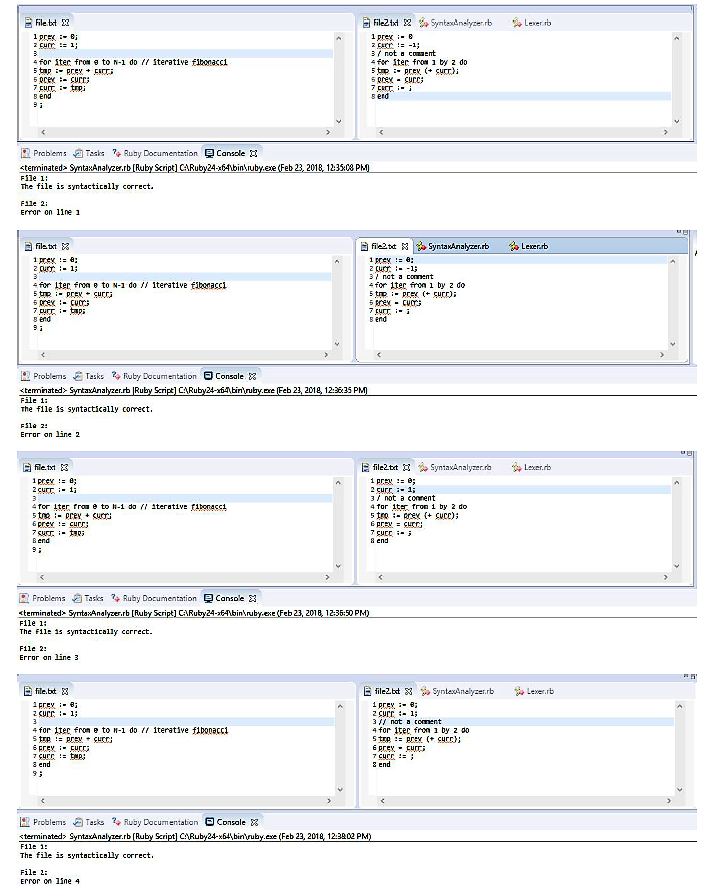 file.txt
file2.txt SyntaxAnalyzer.rb Lexer.rb
1 prev := 0;
2 curr := 1;
3
4 for iter from 0 to N-1 do // iterative fibonacci
5 tmp := prev + curr;
6 prev := curr;
7 curr := tmp;
8 end
9 ;
1 prev := 0
2 curr := -1;
3 / not a comment
4 for iter from 1 by 2 do
5 tmp := prev (+ curr);
6 prev = curr;
7 curr := ;
8 end
Problems Tasks Ruby Documentation Console
<terminated> SyntaxAnalyzer.rb [Ruby Script] C:\Ruby24-x64\bin\ruby.exe (Feb 23, 2018, 12:35:08 PM)
File 1:
The file is syntactically correct.
File 2:
Error on line 1
file.txt
file2.txt SyntaxAnalyzer.rb Lexer.rb
1 prev := 0;
2 curr := 1;
3
4 for iter from 0 to N-1 do // iterative fibonacci
5 tmp := prev + curr;
6 prev := curr;
7 curr := tmp;
8 end
9 ;
1 prev := 0;
2 curr := -1;
3 / not a comment
4 for iter from 1 by 2 do
5 tmp := prev (+ curr);
6 prev = curr;
7 curr := ;
8 end
Problems Tasks Ruby Documentation Console
<terminated> SyntaxAnalyzer.rb [Ruby Script] C:\Ruby24-x64\bin\ruby.exe (Feb 23, 2018, 12:36:35 PM)
File 1:
The file is syntactically correct.
File 2:
Error on line 2
file.txt
file2.txt SyntaxAnalyzer.rb Lexer.rb
1 prev := 0;
2 curr := 1;
3
4 for iter from 0 to N-1 do // iterative fibonacci
5 tmp := prev + curr;
6 prev := curr;
7 curr := tmp;
8 end
9 ;
1 prev := 0;
2 curr := 1;
3 / not a comment
4 for iter from 1 by 2 do
5 tmp := prev (+ curr);
6 prev = curr;
7 curr := ;
8 end
Problems Tasks Ruby Documentation Console
<terminated> SyntaxAnalyzer.rb [Ruby Script] C:\Ruby24-x64\bin\ruby.exe (Feb 23, 2018, 12:36:50 PM)
File 1:
The file is syntactically correct.
File 2:
Error on line 3
file.txt
file2.txt SyntaxAnalyzer.rb Lexer.rb
1 prev := 0;
2 curr := 1;
3
4 for iter from 0 to N-1 do // iterative fibonacci
5 tmp := prev + curr;
6 prev := curr;
7 curr := tmp;
8 end
9 ;
1 prev := 0;
2 curr := 1;
3 // not a comment
4 for iter from 1 by 2 do
5 tmp := prev (+ curr);
6 prev = curr;
7 curr := ;
8 end
Problems Tasks Ruby Documentation Console
<terminated> SyntaxAnalyzer.rb [Ruby Script] C:\Ruby24-x64\bin\ruby.exe (Feb 23, 2018, 12:38:02 PM)
File 1:
The file is syntactically correct.
File 2:
Error on line 4